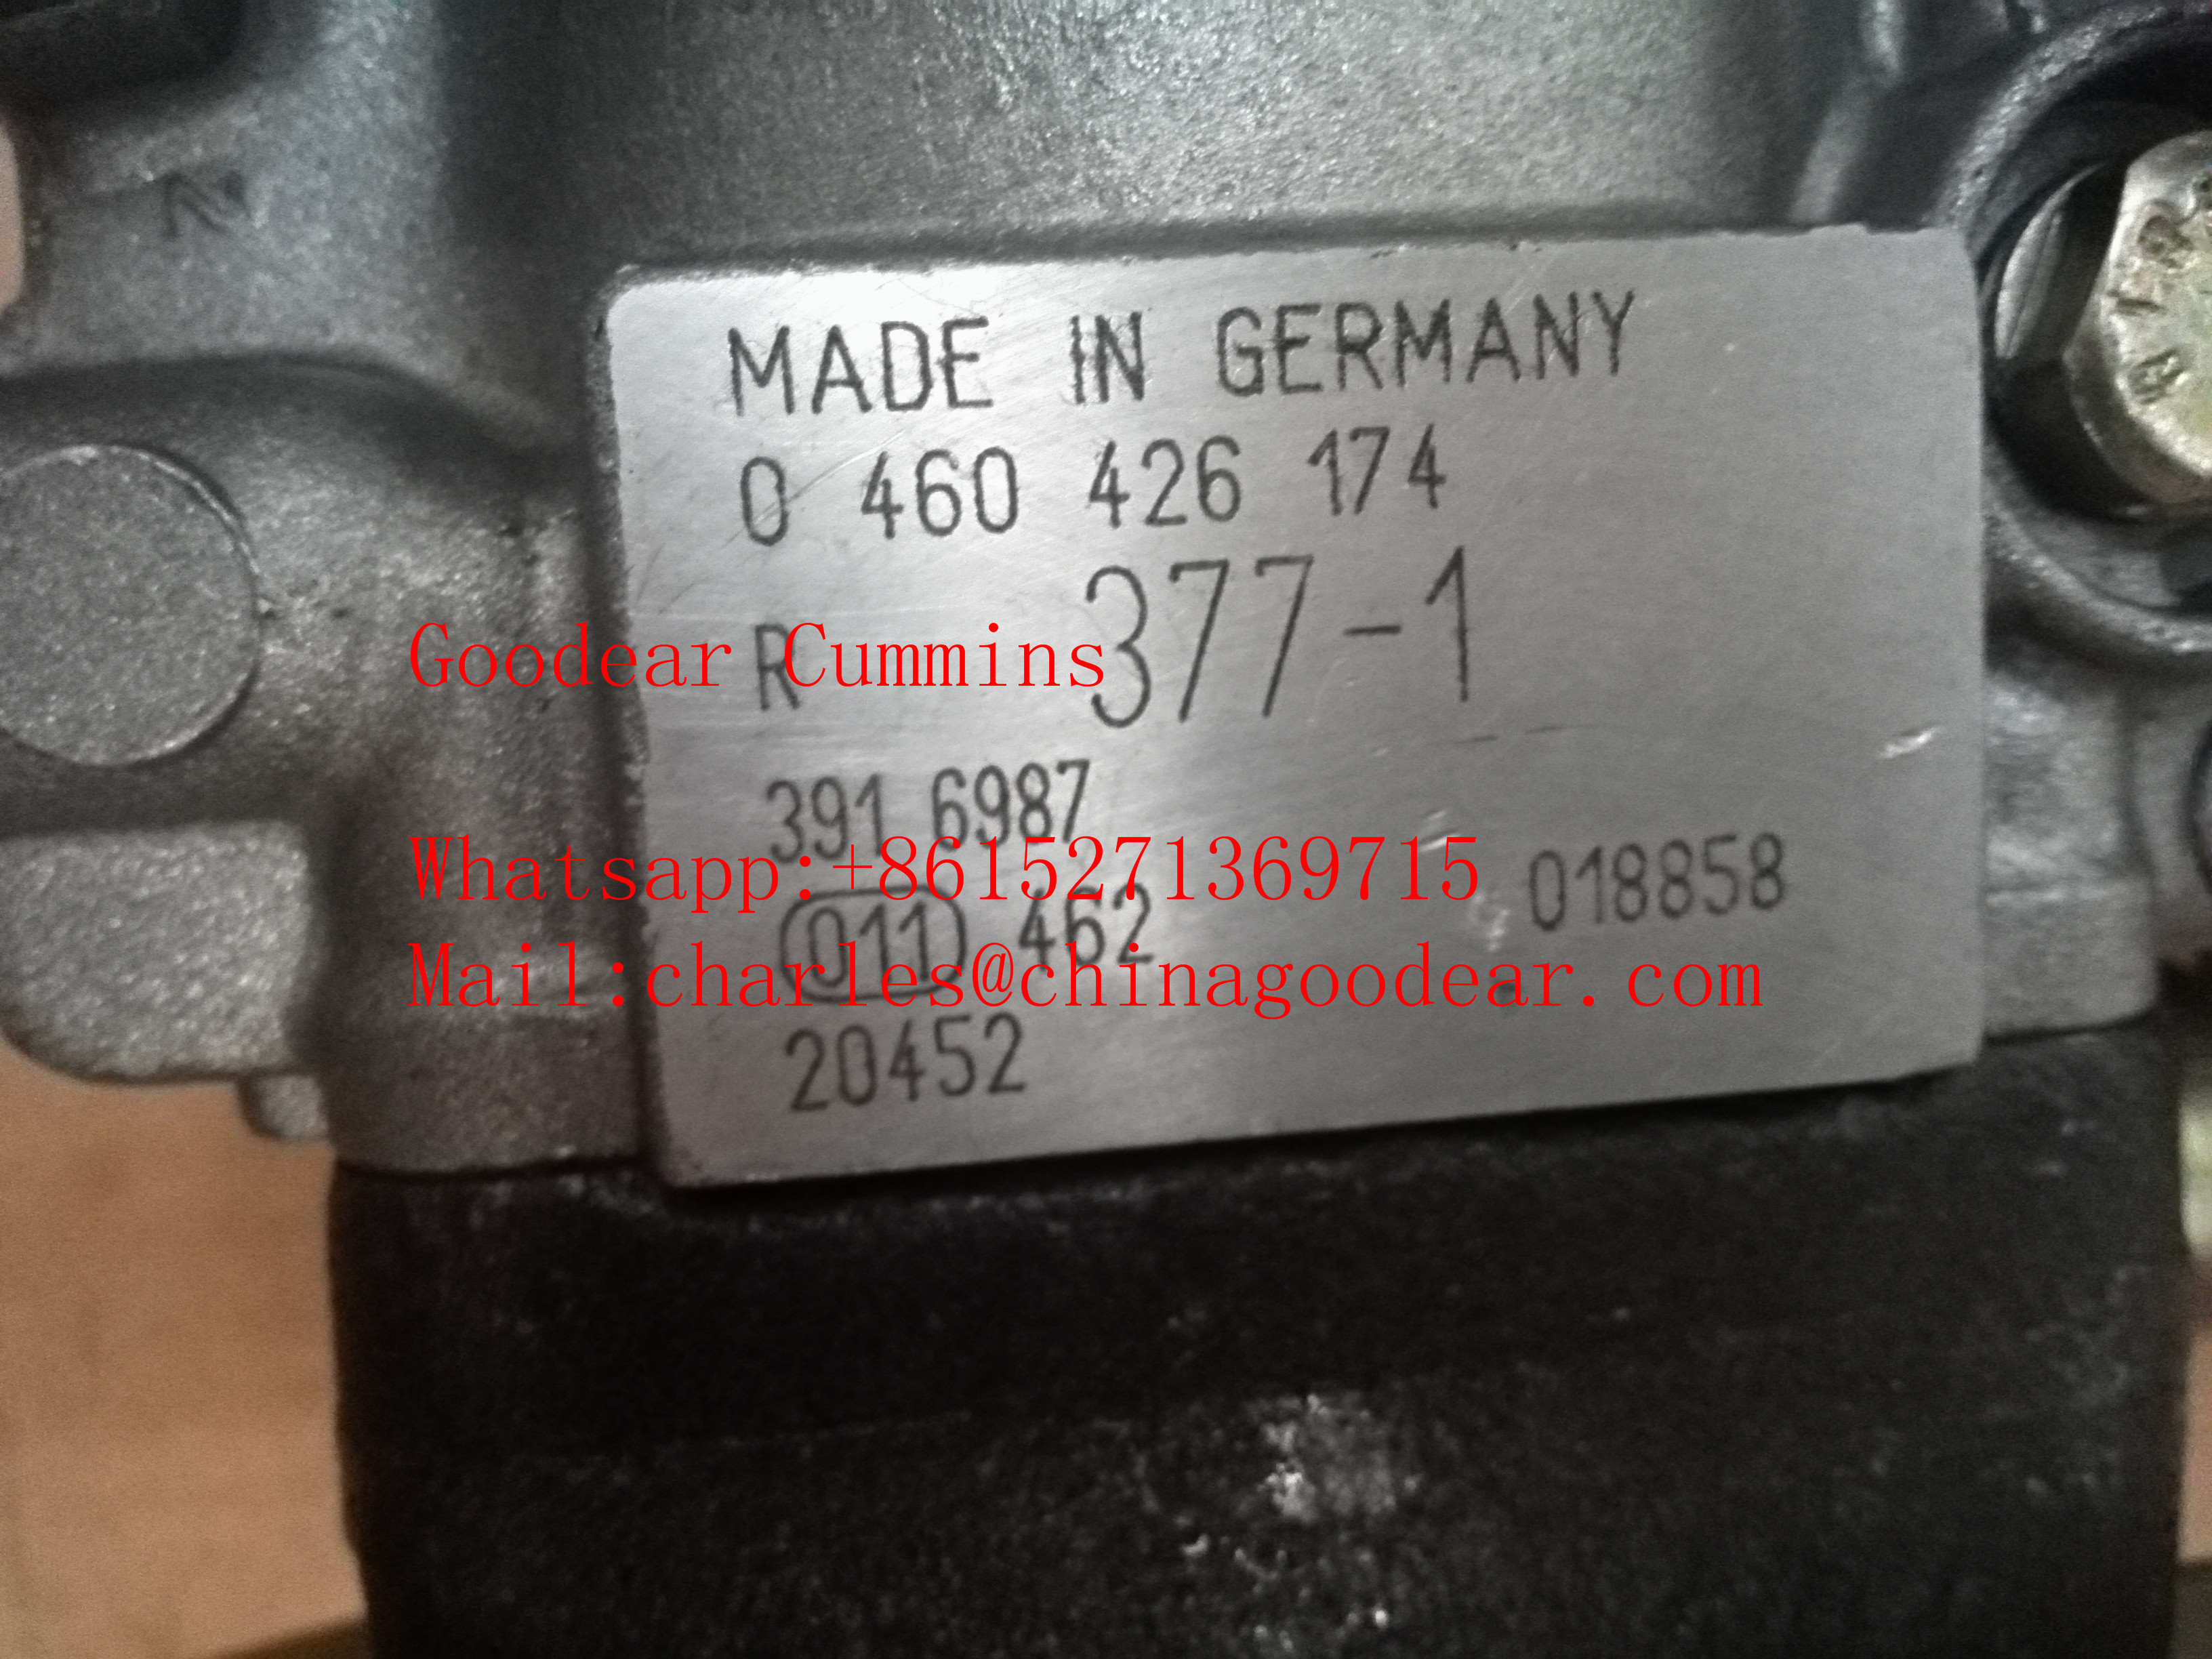 MADE IN GERMANY
0 460 426 174
R 377-1
Goodear Cummins
391 6987
Whatsapp:+8615271369715
011 462 018858
Mail:charles@chinagoodear.com
20452
N